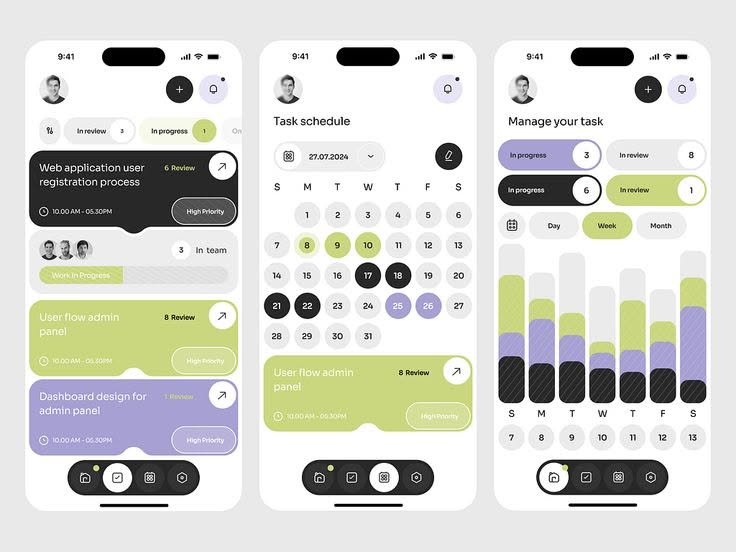 9:41
In review 3
In progress 1
On
Web application user
registration process
6 Review
10.00 AM - 05.30PM
High Priority
3 In team
Work In Progress
User flow admin
panel
8 Review
10.00 AM - 05.30PM
High Priority
Dashboard design for
admin panel
1 Review
10.00 AM - 05.30PM
High Priority
9:41
Task schedule
27.07.2024
S M T W T F S
1 2 3 4 5 6
7 8 9 10 11 12 13
14 15 16 17 18 19 20
21 22 23 24 25 26 27
28 29 30 31
User flow admin
panel
8 Review
10.00 AM - 05.30PM
High Priority
9:41
Manage your task
In progress 3
In review 8
In progress 6
In review 1
Day Week Month
S M T W T F S
7 8 9 10 11 12 13